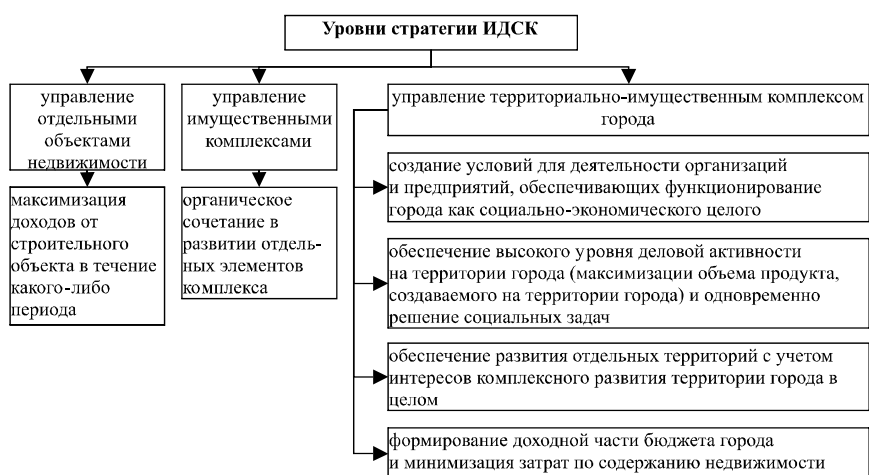 Уровни стратегии ИДСК
управление
отдельными
объектами
недвижимости
управление
имущественными
комплексами
управление территориально-имущественным комплексом
города
максимизация
доходов от
строительного
объекта в течение
какого-либо
периода
органическое
сочетание в
развитии отдель-
ных элементов
комплекса
создание условий для деятельности организаций
и предприятий, обеспечивающих функционирование
города как социально-экономического целого
обеспечение высокого уровня деловой активности
на территории города (максимизации объема продукта,
создаваемого на территории города) и одновременно
решение социальных задач
обеспечение развития отдельных территорий с учетом
интересов комплексного развития территории города в
целом
формирование доходной части бюджета города
и минимизация затрат по содержанию недвижимости